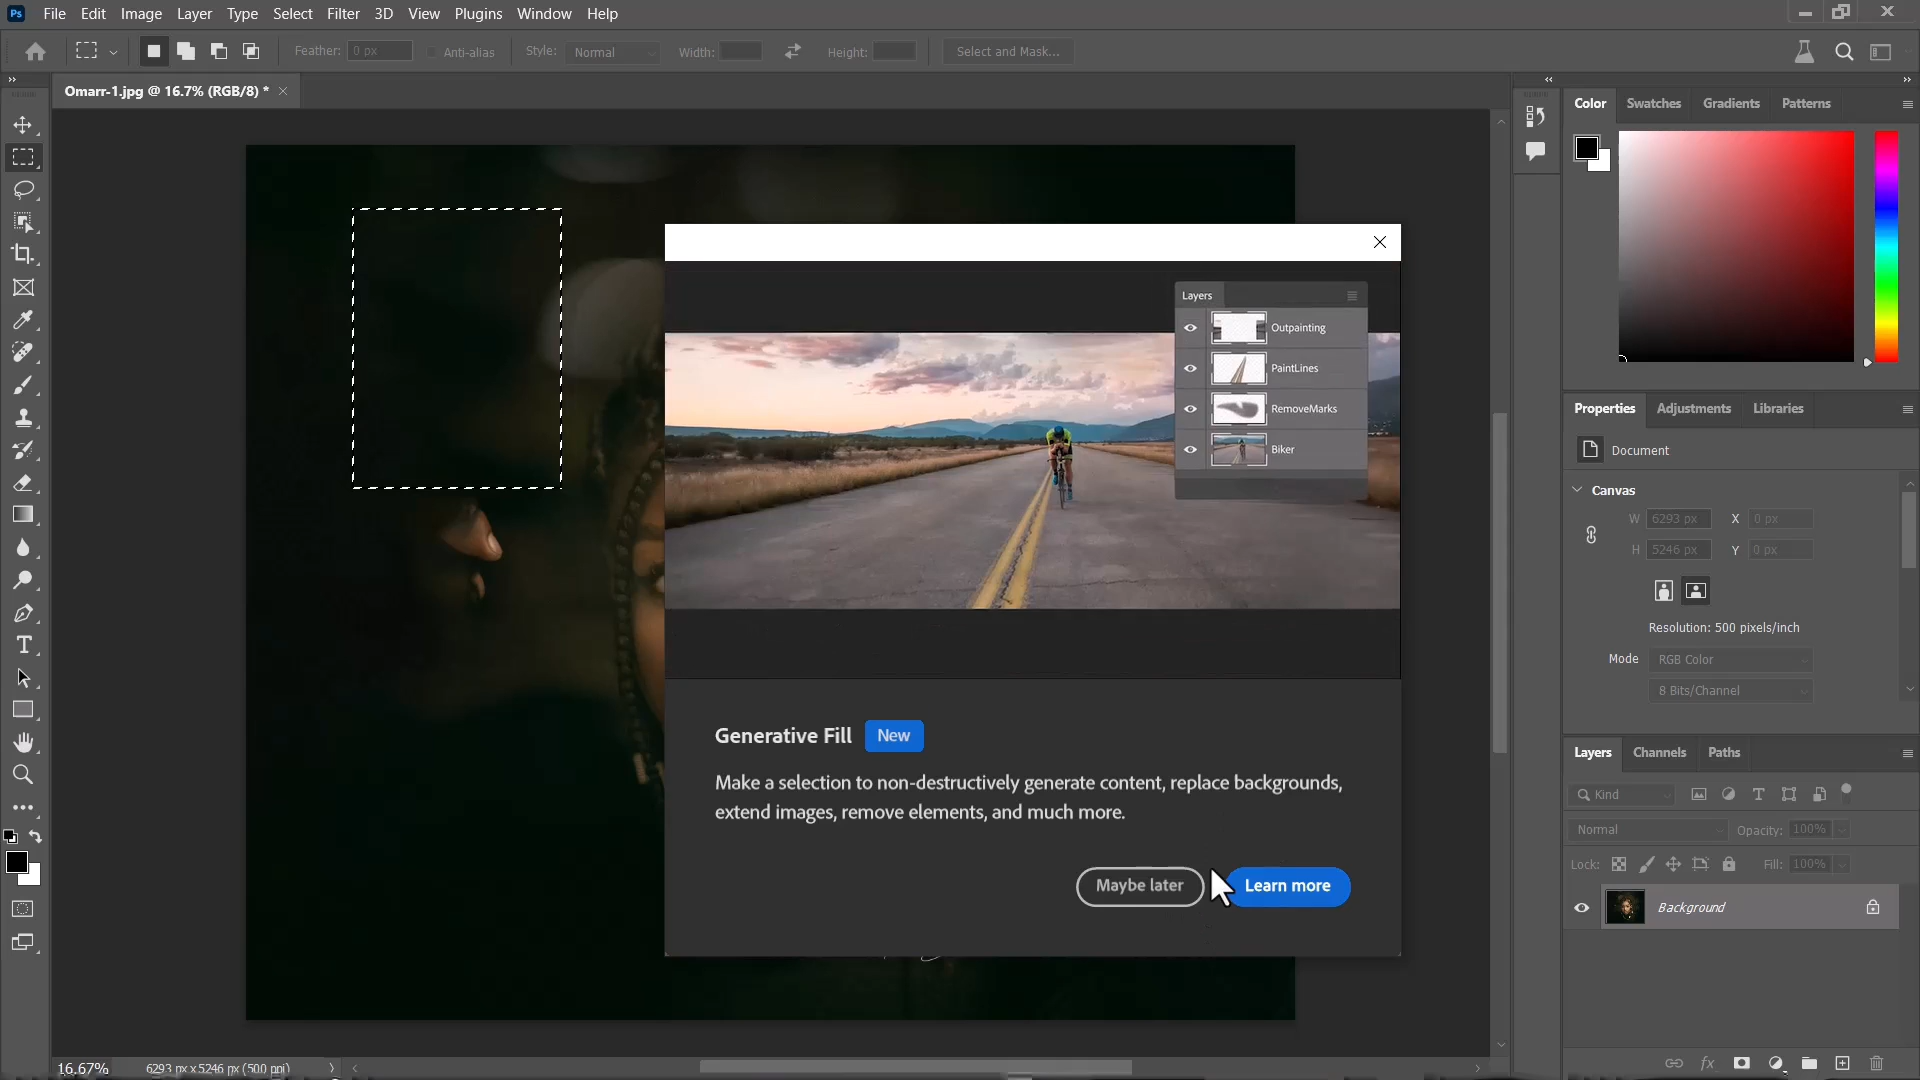 Ps File Edit Image Layer Type Select Filter 3D View Plugins Window Help
Feather: 0 px Anti-alias Style: Normal Width: Height: Select and Mask...
Omarr-1.jpg @ 16.7% (RGB/8) *
Color Swatches Gradients Patterns
Layers
Outpainting
PaintLines
RemoveMarks
Biker
Generative Fill New
Make a selection to non-destructively generate content, replace backgrounds,
extend images, remove elements, and much more.
Maybe later Learn more
Properties Adjustments Libraries
Document
Canvas
W 6293 px X 0 px
H 5246 px Y 0 px
Resolution: 500 pixels/inch
Mode RGB Color
8 Bits/Channel
Layers Channels Paths
Kind
Normal Opacity: 100%
Lock: Fill: 100%
Background
16.67% 6293 px x 5246 px (500 ppi)